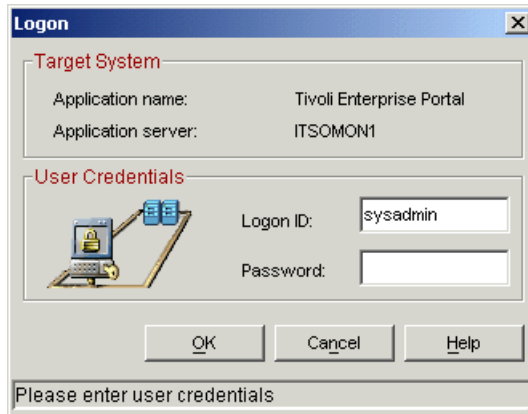 Logon
Target System
Application name: Tivoli Enterprise Portal
Application server: ITSOMON1
User Credentials
Logon ID: sysadmin
Password:
OK Cancel Help
Please enter user credentials